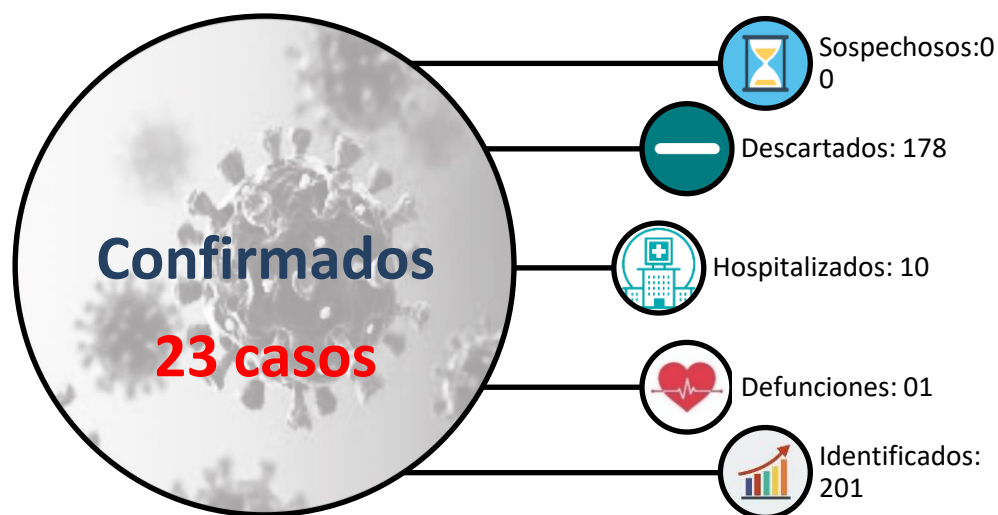 Confirmados
23 casos
Sospechosos:0
0
Descartados: 178
Hospitalizados: 10
Defunciones: 01
Identificados:
201